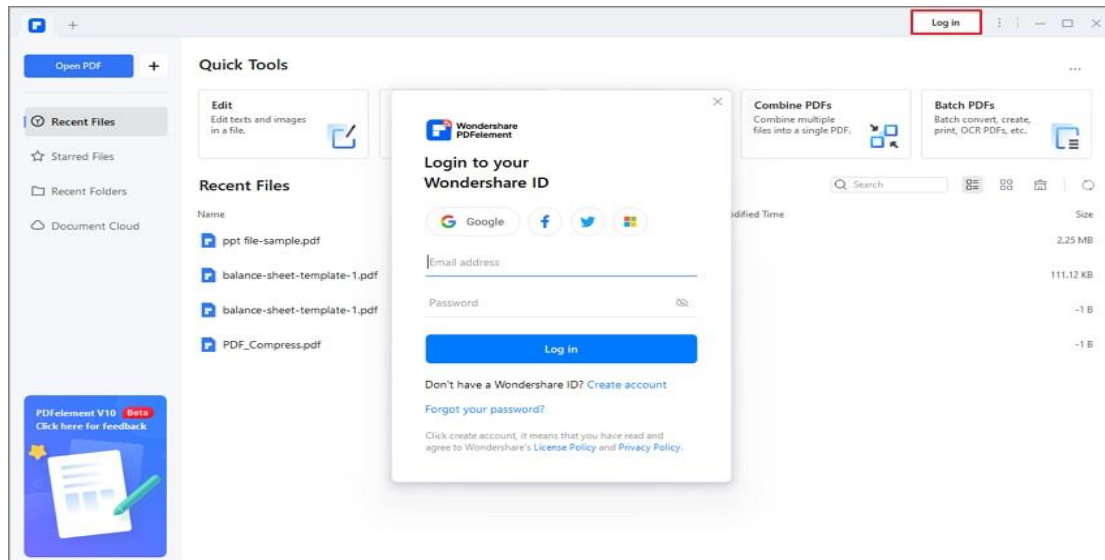 Log in
Open PDF
Recent Files
Starred Files
Recent Folders
Document Cloud
PDFelement V10 Beta
Click here for feedback
Quick Tools
Edit
Edit texts and images
in a file.
Combine PDFs
Combine multiple
files into a single PDF.
Batch PDFs
Batch convert, create,
print, OCR PDFs, etc.
Recent Files
Search
Name
dified Time
Size
ppt file-sample.pdf
2.25 MB
balance-sheet-template-1.pdf
111.12 KB
balance-sheet-template-1.pdf
-1 B
PDF_Compress.pdf
-1 B
Wondershare
PDFelement
Login to your
Wondershare ID
Google
Email address
Password
Log in
Don't have a Wondershare ID? Create account
Forgot your password?
Click create account, it means that you have read and
agree to Wondershare's License Policy and Privacy Policy.